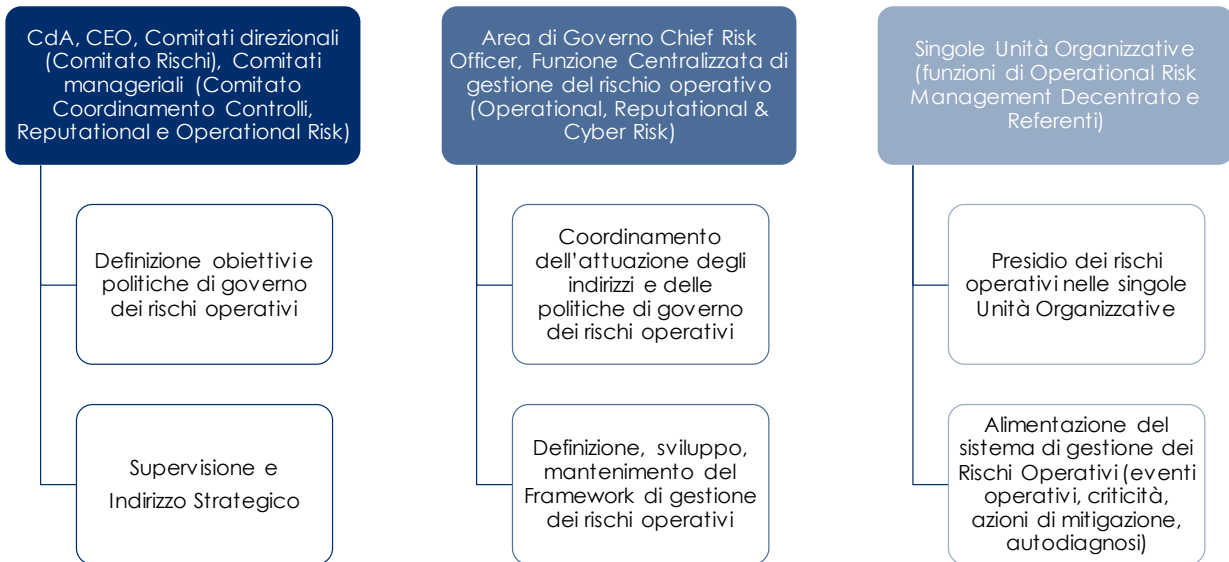 CdA, CEO, Comitati direzionali
(Comitato Rischi), Comitati
manageriali (Comitato
Coordinamento Controlli,
Reputational e Operational Risk)
Definizione obiettivi e
politiche di governo
dei rischi operativi
Supervisione e
Indirizzo Strategico
Area di Governo Chief Risk
Officer, Funzione Centralizzata di
gestione del rischio operativo
(Operational, Reputational &
Cyber Risk)
Coordinamento
dell’attuazione degli
indirizzi e delle
politiche di governo
dei rischi operativi
Definizione, sviluppo,
mantenimento del
Framework di gestione
dei rischi operativi
Singole Unità Organizzative
(funzioni di Operational Risk
Management Decentrato e
Referenti)
Presidio dei rischi
operativi nelle singole
Unità Organizzative
Alimentazione del
sistema di gestione dei
Rischi Operativi (eventi
operativi, criticità,
azioni di mitigazione,
autodiagnosi)